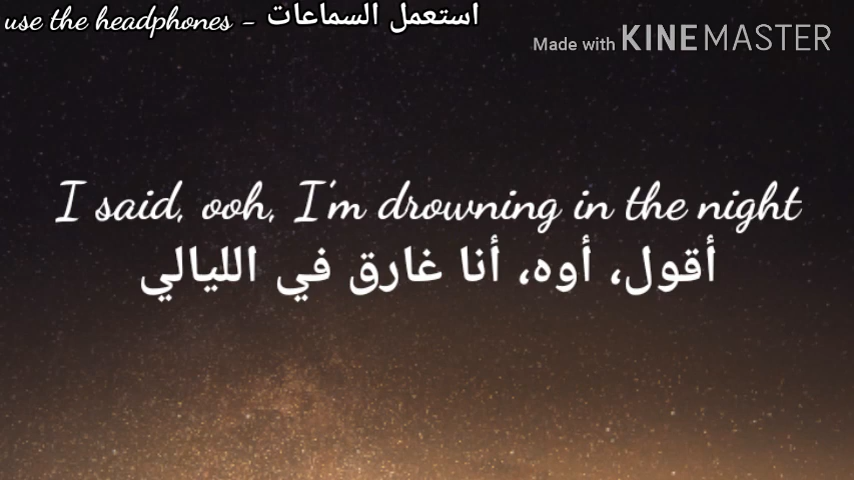 use the headphones - استعمل السماعات
Made with KINEMASTER
I said, ooh, I'm drowning in the night
أقول، أوه، أنا غارق في الليالي